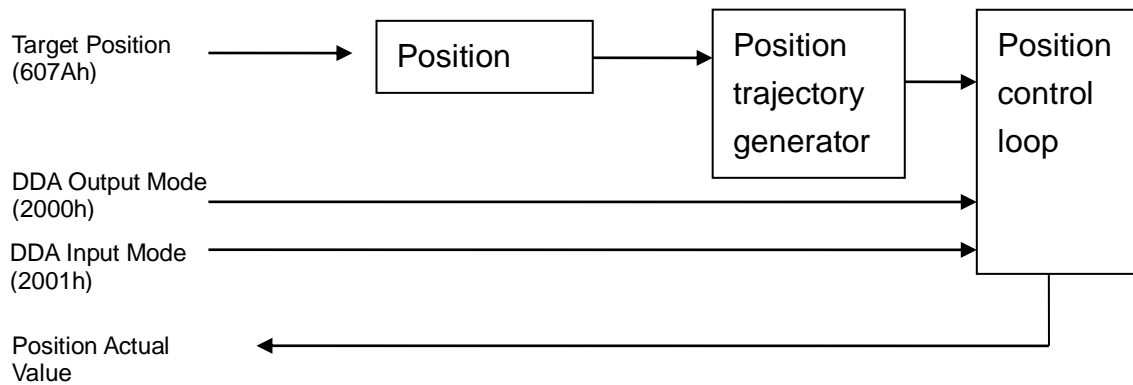 Target Position
(607Ah)
Position
Position
trajectory
generator
Position
control
loop
DDA Output Mode
(2000h)
DDA Input Mode
(2001h)
Position Actual
Value